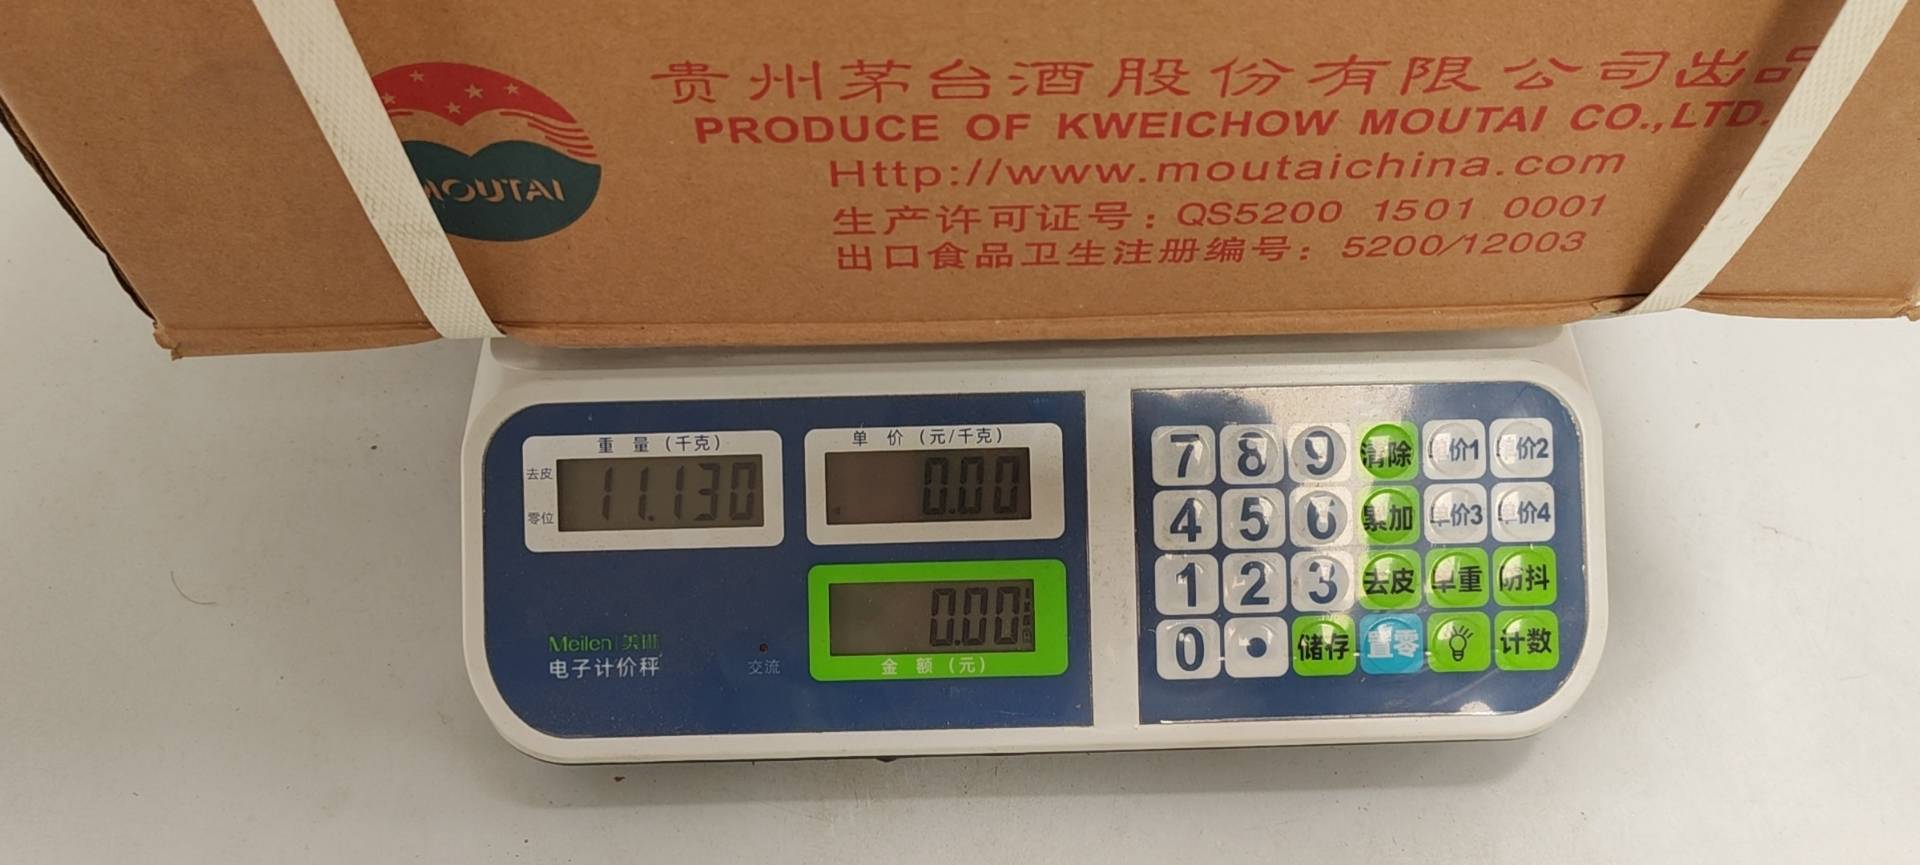 贵州茅台酒股份有限公司出品
PRODUCE OF KWEICHOW MOUTAI CO.,LTD.
Http://www.moutaichina.com
生产许可证号：QS5200 1501 0001
出口食品卫生注册编号：5200/12003
MOUTAI
重 量（千克）
去皮
零位
11.130
单 价（元/千克）
0.00
0.00
金 额（元）
Meilen 美琳
电子计价秤
交流
7 8 9 清除 单价1 单价2
4 5 6 累加 单价3 单价4
1 2 3 去皮 单重 防抖
0 . 储存 置零 计数